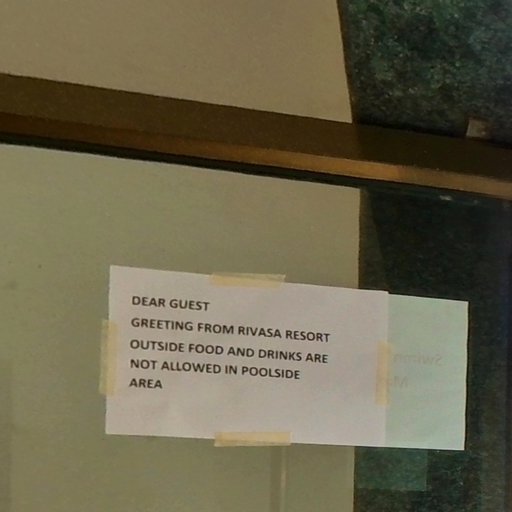 DEAR GUEST
GREETING FROM RIVASA RESORT
OUTSIDE FOOD AND DRINKS ARE
NOT ALLOWED IN POOLSIDE
AREA